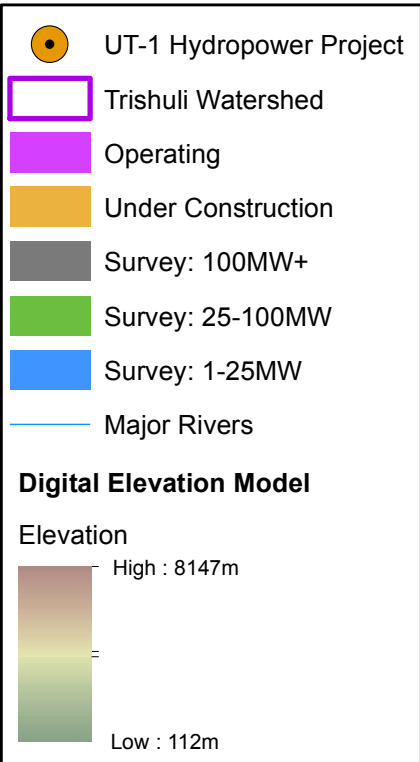 UT-1 Hydropower Project
Trishuli Watershed
Operating
Under Construction
Survey: 100MW+
Survey: 25-100MW
Survey: 1-25MW
Major Rivers
Digital Elevation Model
Elevation
High : 8147m
Low : 112m